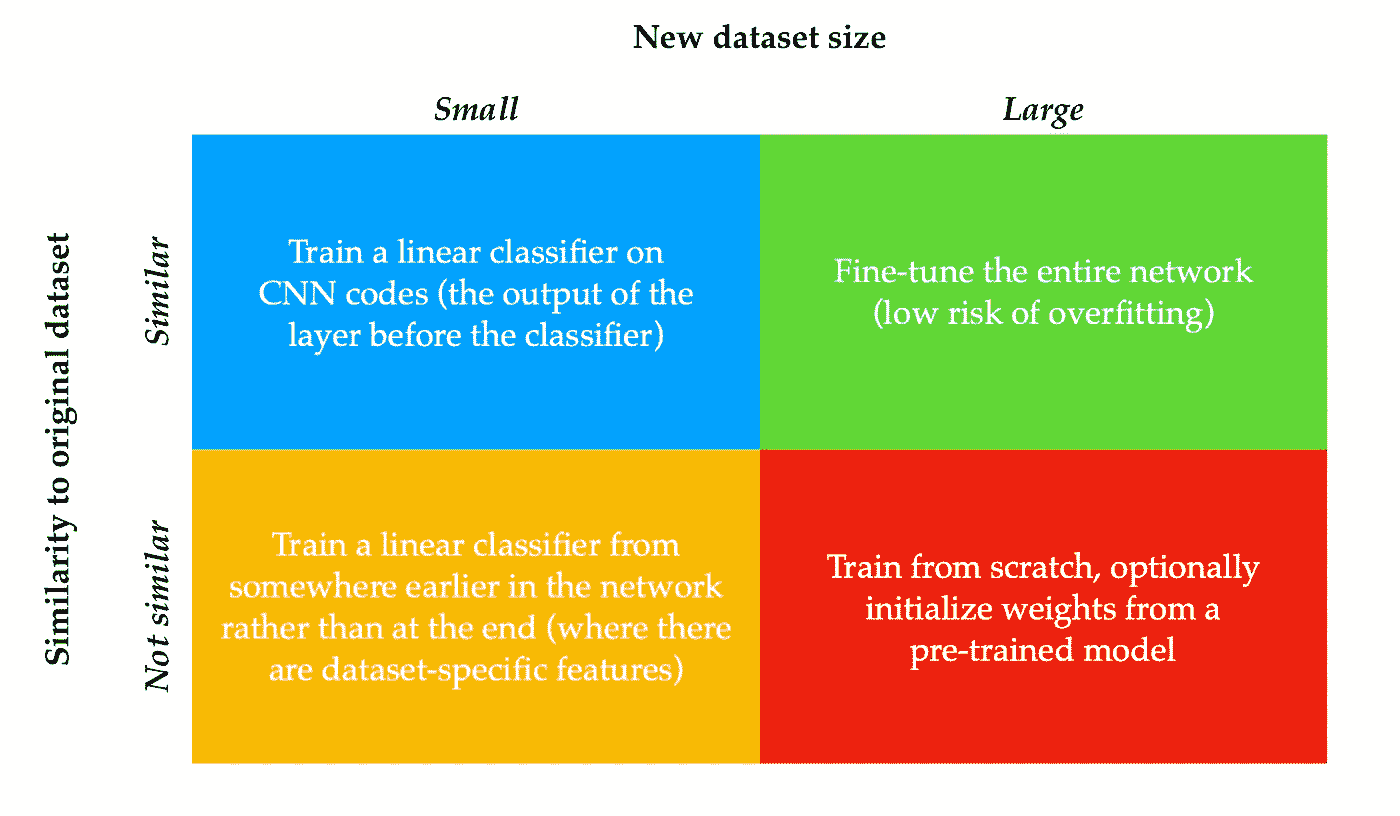 New dataset size
Small
Large
Similarity to original dataset
Similar
Train a linear classifier on
CNN codes (the output of the
layer before the classifier)
Fine-tune the entire network
(low risk of overfitting)
Not similar
Train a linear classifier from
somewhere earlier in the network
rather than at the end (where there
are dataset-specific features)
Train from scratch, optionally
initialize weights from a
pre-trained model